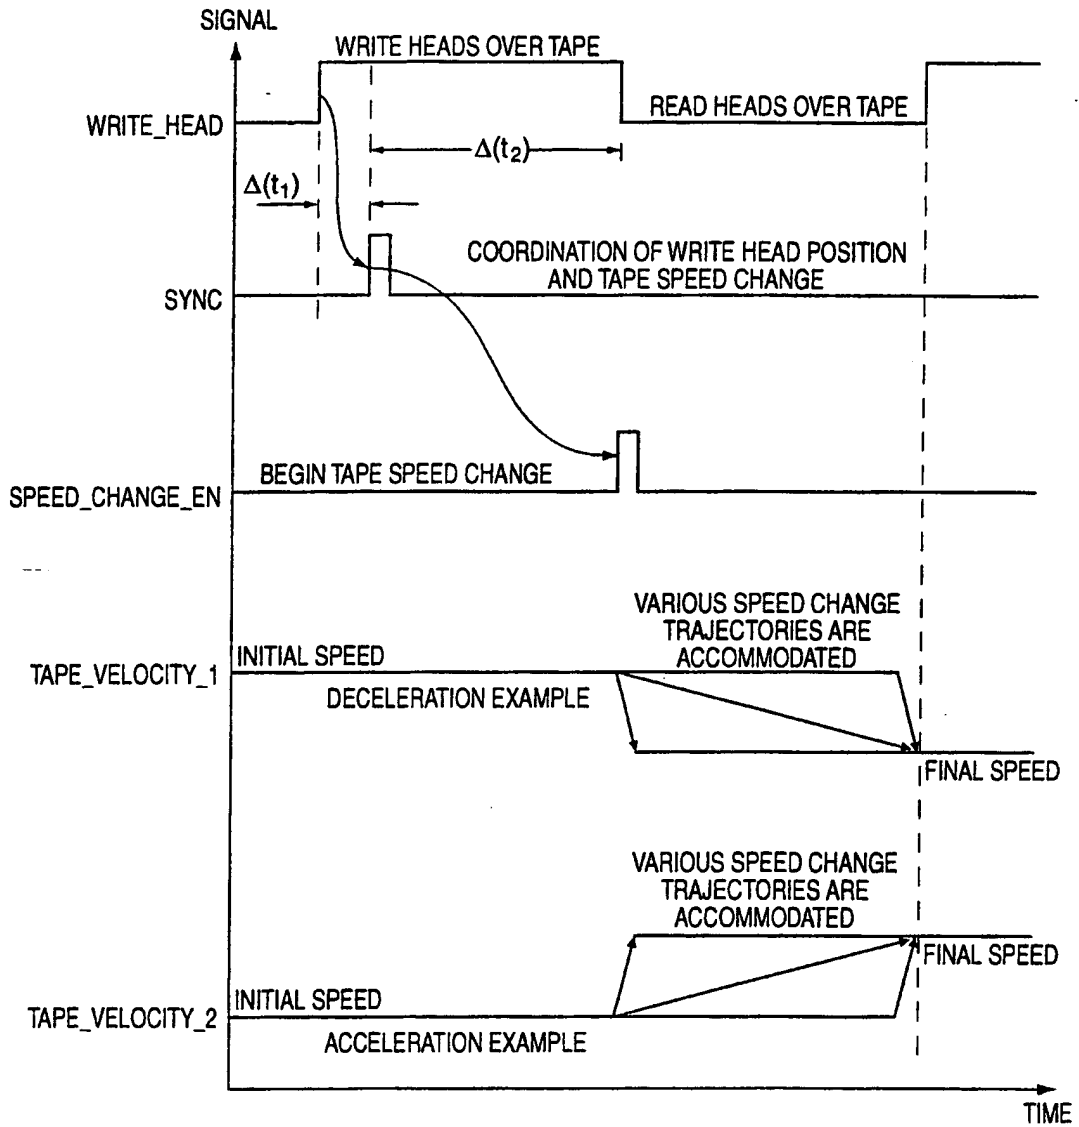 SIGNAL
WRITE HEADS OVER TAPE
WRITE_HEAD
READ HEADS OVER TAPE
Δ(t₂)
Δ(t₁)
COORDINATION OF WRITE HEAD POSITION
AND TAPE SPEED CHANGE
SYNC
BEGIN TAPE SPEED CHANGE
SPEED_CHANGE_EN
VARIOUS SPEED CHANGE
TRAJECTORIES ARE
ACCOMMODATED
INITIAL SPEED
TAPE_VELOCITY_1
DECELERATION EXAMPLE
FINAL SPEED
VARIOUS SPEED CHANGE
TRAJECTORIES ARE
ACCOMMODATED
FINAL SPEED
INITIAL SPEED
TAPE_VELOCITY_2
ACCELERATION EXAMPLE
TIME